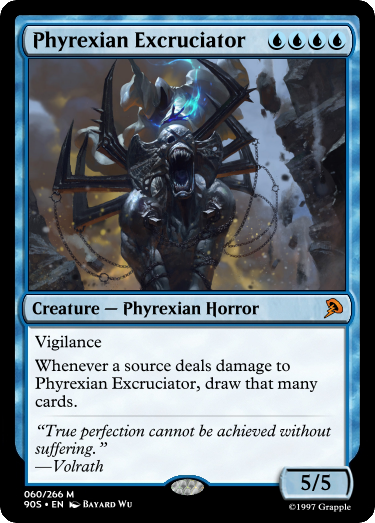 Phyrexian Excruciator
Creature — Phyrexian Horror
Vigilance
Whenever a source deals damage to
Phyrexian Excruciator, draw that many
cards.
“True perfection cannot be achieved without
suffering.”
—Volrath
5/5
060/266 M
90S • EN Bayard Wu
©1997 Grapple